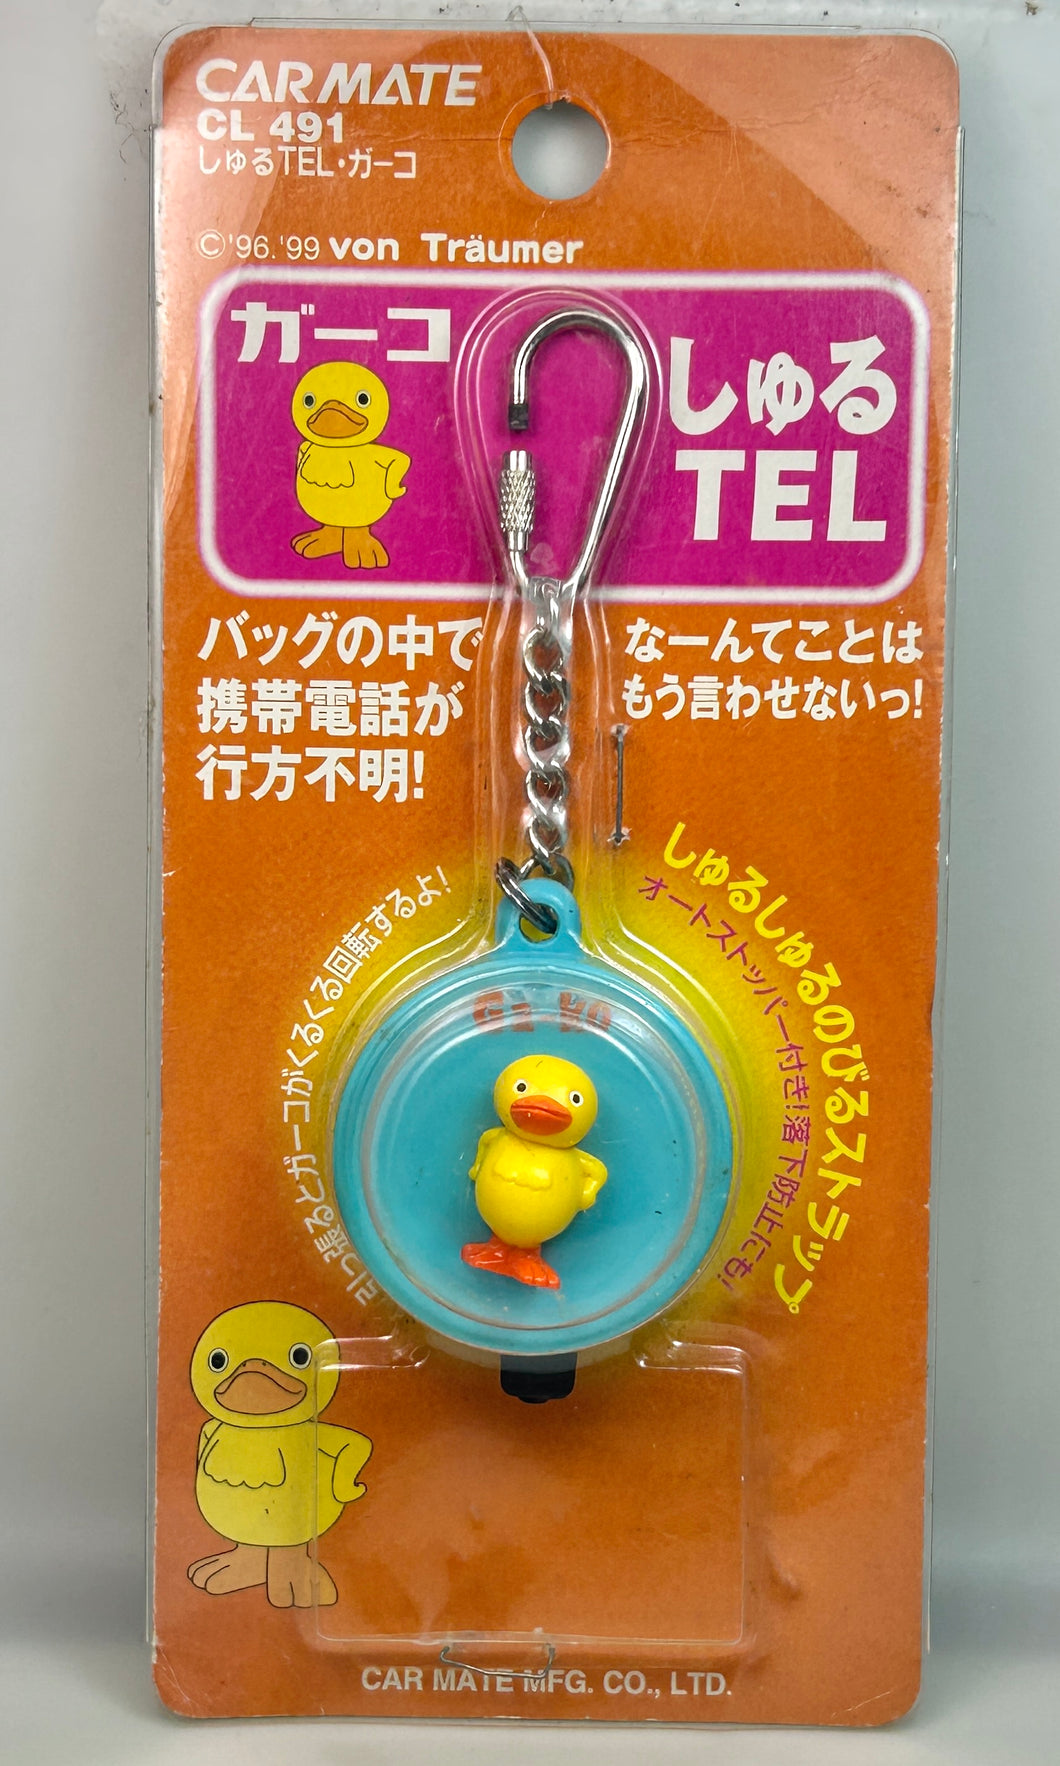 CAR MATE
CL 491
しゅるTEL・ガーコ
©'96.'99 von Träumer
ガーコ
しゅる
TEL
バッグの中で
携帯電話が
行方不明!
なーんてことは
もう言わせないっ!
引っ張るとガーコがくるくる回転するよ!
しゅるしゅるのびるストラップ
オートストッパー付き!落下防止にも!
Ga-Ko
CAR MATE MFG. CO., LTD.